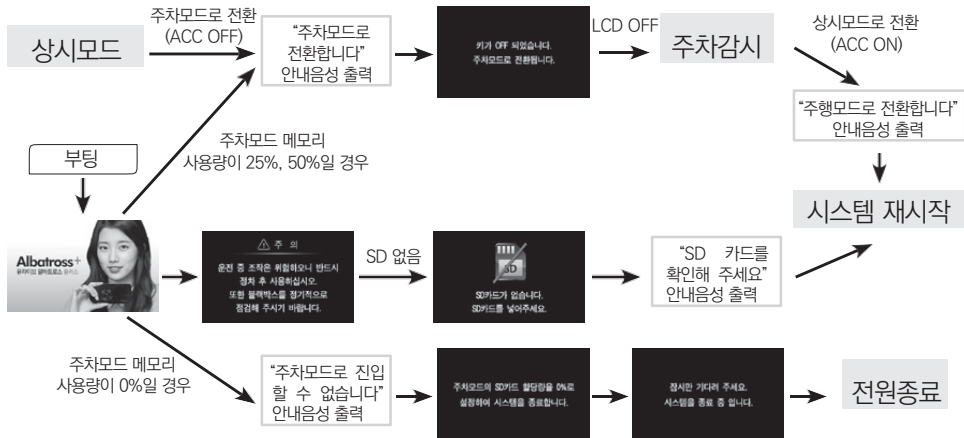 상시모드
주차모드로 전환
(ACC OFF)
“주차모드로
전환합니다”
안내음성 출력
키가 OFF 되었습니다.
주차모드로 전환됩니다.
LCD OFF
주차감시
상시모드로 전환
(ACC ON)
“주행모드로 전환합니다”
안내음성 출력
시스템 재시작
주차모드 메모리
사용량이 25%, 50%일 경우
부팅
Albatross+
주 의
운전 중 조작은 위험하오니 반드시
정차 후 사용하십시오.
또한 블랙박스를 정기적으로
점검해 주시기 바랍니다.
SD 없음
SD
SD카드가 없습니다.
SD카드를 넣어주세요.
“SD 카드를
확인해 주세요”
안내음성 출력
주차모드 메모리
사용량이 0%일 경우
“주차모드로 진입
할 수 없습니다”
안내음성 출력
주차모드의 SD카드 할당량을 0%로
설정하여 시스템을 종료합니다.
잠시만 기다려 주세요.
시스템을 종료 중 입니다.
전원종료